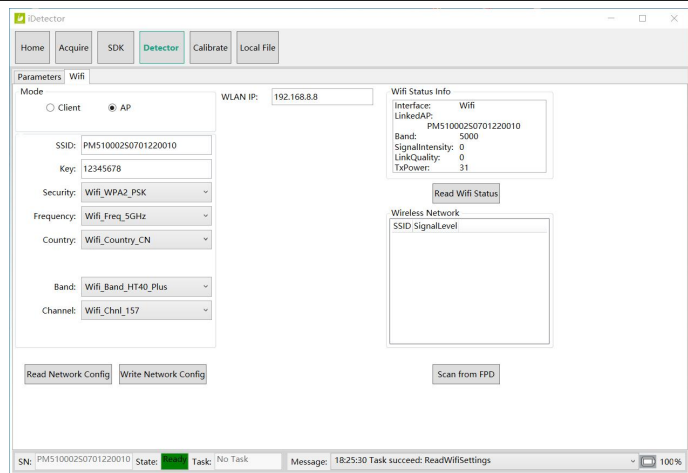 iDetector
Home Acquire SDK Detector Calibrate Local File
Parameters Wifi
Mode
Client AP
WLAN IP: 192.168.8.8
SSID: PM510002S0701220010
Key: 12345678
Security: Wifi_WPA2_PSK
Frequency: Wifi_Freq_5GHz
Country: Wifi_Country_CN
Band: Wifi_Band_HT40_Plus
Channel: Wifi_Chnl_157
Read Network Config Write Network Config
Wifi Status Info
Interface: Wifi
LinkedAP:
PM510002S0701220010
Band: 5000
SignalIntensity: 0
LinkQuality: 0
TxPower: 31
Read Wifi Status
Wireless Network
SSID SignalLevel
Scan from FPD
SN: PM510002S0701220010 State: Ready Task: No Task Message: 18:25:30 Task succeed: ReadWifiSettings 100%